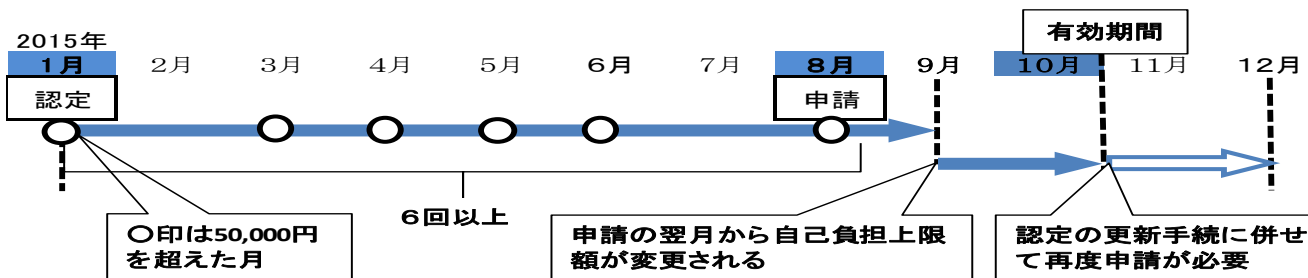 2015年
有効期間
1月 2月 3月 4月 5月 6月 7月 8月 9月 10月 11月 12月
認定
申請
6回以上
〇印は50,000円
を超えた月
申請の翌月から自己負担上限
額が変更される
認定の更新手続に併せ
て再度申請が必要